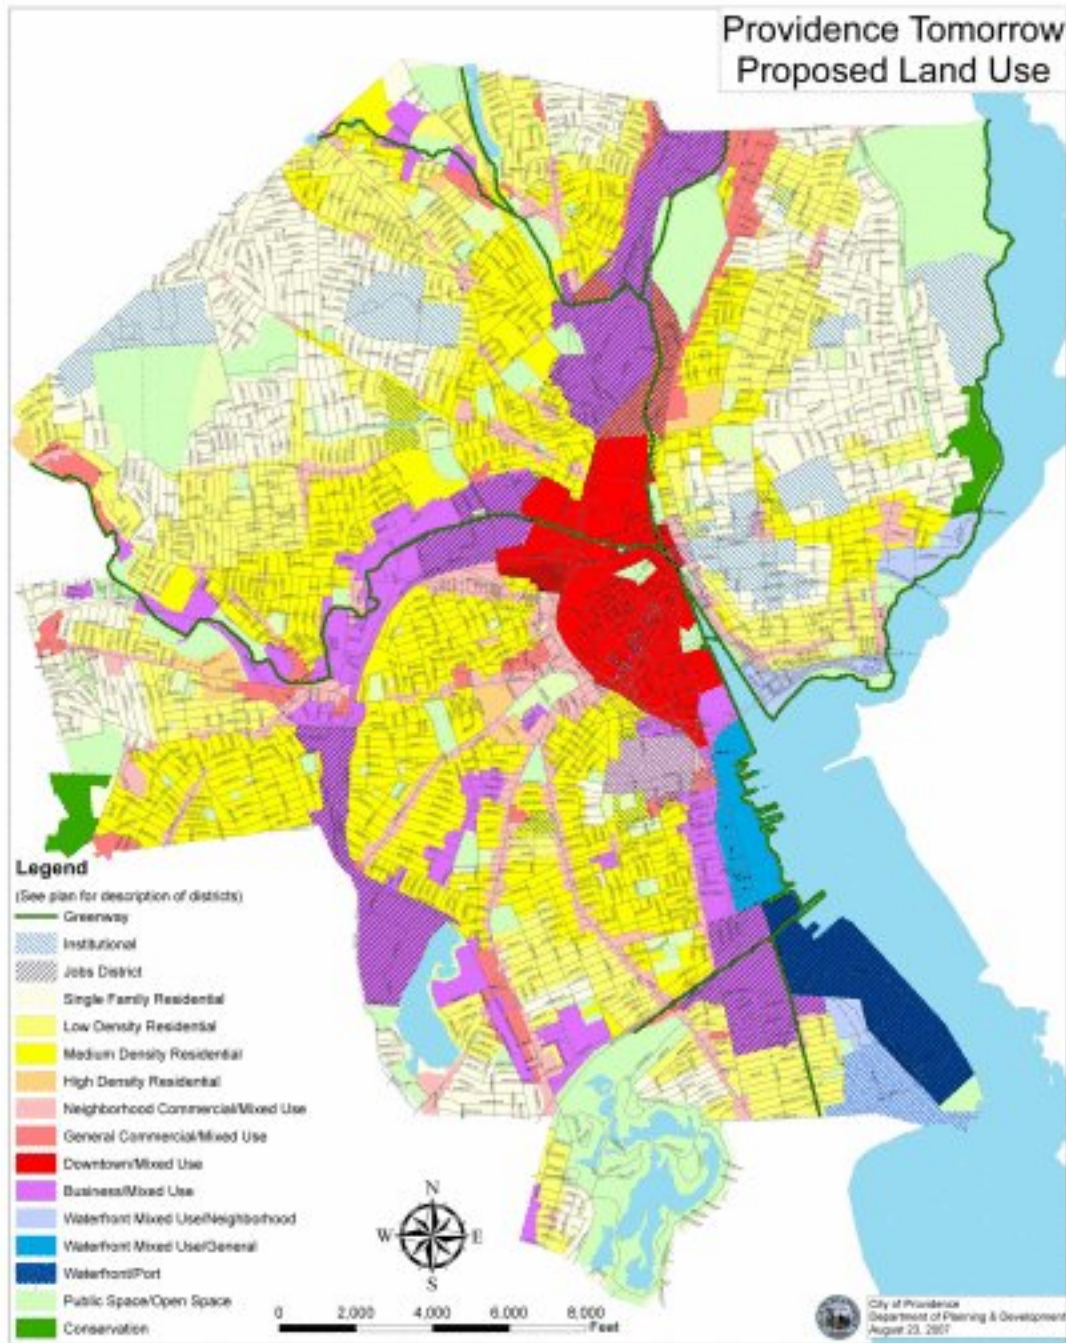 Providence Tomorrow
Proposed Land Use
Legend
(See plan for description of districts)
Greenway
Institutional
Jobs District
Single Family Residential
Low Density Residential
Medium Density Residential
High Density Residential
Neighborhood Commercial/Mixed Use
General Commercial/Mixed Use
Downtown/Mixed Use
Business/Mixed Use
Waterfront Mixed Use/Neighborhood
Waterfront Mixed Use/General
Waterfront/Port
Public Space/Open Space
Conservation
N
W E
S
0 2,000 4,000 6,000 8,000
Feet
City of Providence
Department of Planning & Development
August 23, 2007